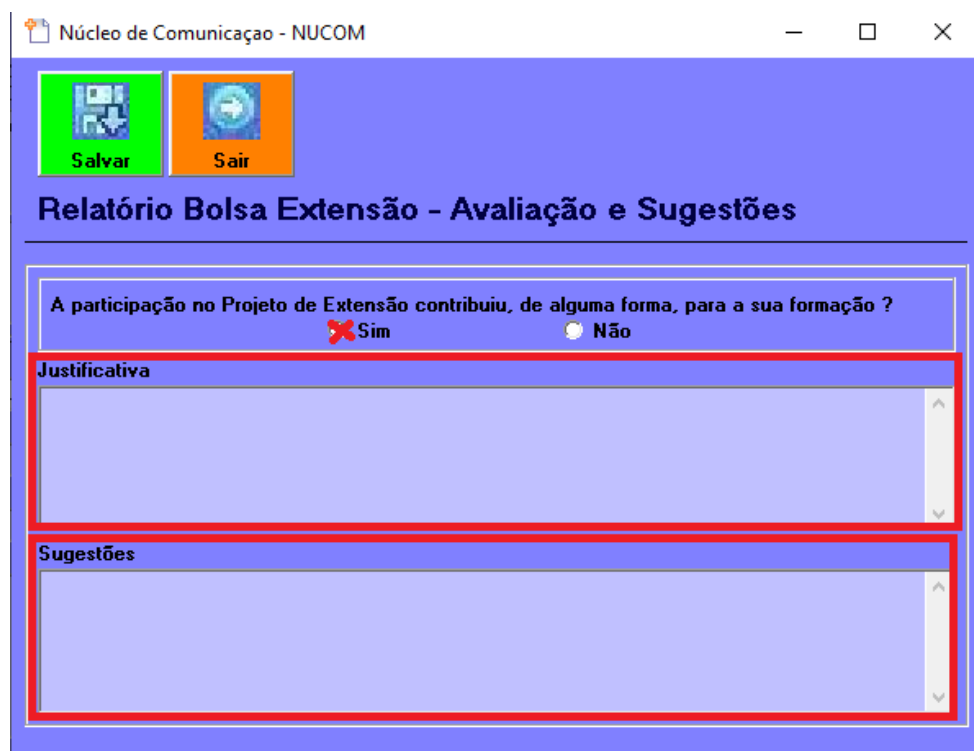 Núcleo de Comunicaçao - NUCOM
Salvar Sair
Relatório Bolsa Extensão - Avaliação e Sugestões
A participação no Projeto de Extensão contribuiu, de alguma forma, para a sua formação ?
Sim Não
Justificativa
Sugestões